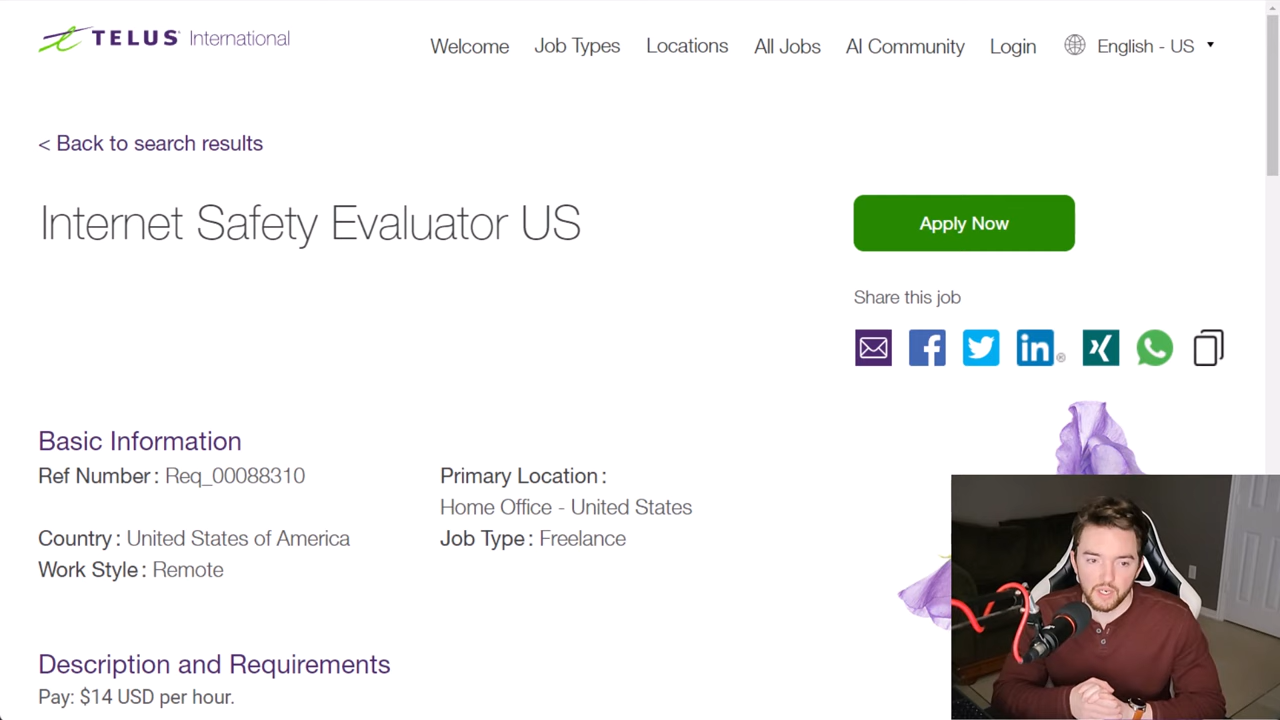 TELUS International
Welcome Job Types Locations All Jobs AI Community Login English - US
< Back to search results
Internet Safety Evaluator US
Apply Now
Share this job
in
Basic Information
Ref Number : Req_00088310
Primary Location :
Home Office - United States
Country : United States of America
Job Type : Freelance
Work Style : Remote
Description and Requirements
Pay: $14 USD per hour.